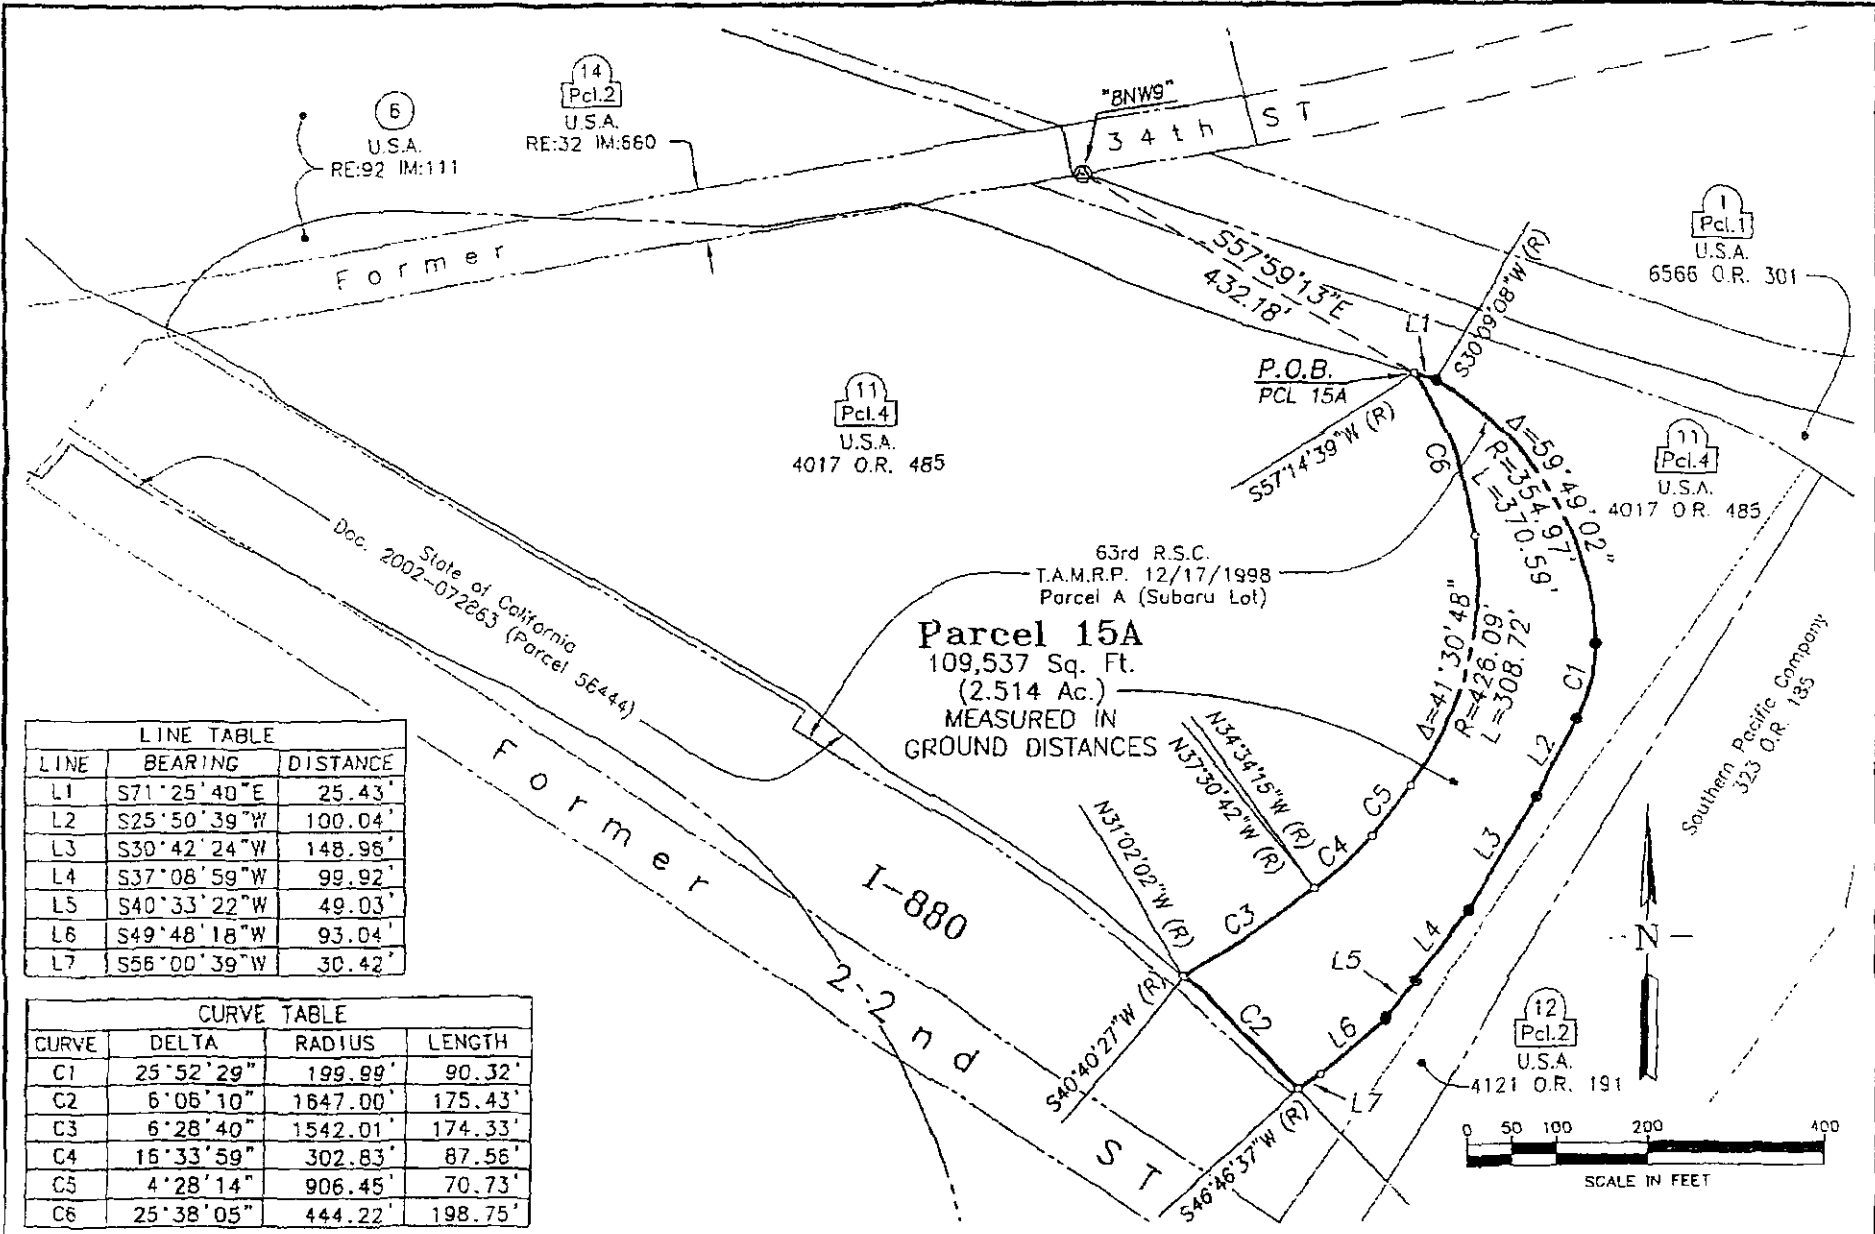 14
Pcl.2
U.S.A.
RE:32 IM:660
6
U.S.A.
RE:92 IM:111
"BNW9"
34th ST
Former
1
Pcl.1
U.S.A.
6566 O.R. 301
S57°59'13"E
432.18'
L1
S30°09'08"W (R)
P.O.B.
PCL 15A
S57°14'39"W (R)
C6
Δ=59°49'02"
R=354.97'
L=370.59'
11
Pcl.4
U.S.A.
4017 O.R. 485
11
Pcl.4
U.S.A.
4017 O.R. 485
State of California
Doc. 2002-072863 (Parcel 56444)
63rd R.S.C.
T.A.M.R.P. 12/17/1998
Parcel A (Subaru Lot)
Parcel 15A
109,537 Sq. Ft.
(2.514 Ac.)
MEASURED IN
GROUND DISTANCES
Δ=41°30'48"
R=426.09'
L=308.72'
C1
L2
L3
L4
L5
L6
L7
C5
C4
C3
C2
N34°34'15"W (R)
N37°30'42"W (R)
N31°02'02"W (R)
S40°40'27"W (R)
S46°46'37"W (R)
Southern Pacific Company
323 O.R. 185
Former
2-2nd
ST
I-880
N
12
Pcl.2
U.S.A.
4121 O.R. 191
0 50 100 200 400
SCALE IN FEET
LINE TABLE
LINE BEARING DISTANCE
L1 S71°25'40"E 25.43'
L2 S25°50'39"W 100.04'
L3 S30°42'24"W 148.96'
L4 S37°08'59"W 99.92'
L5 S40°33'22"W 49.03'
L6 S49°48'18"W 93.04'
L7 S56°00'39"W 30.42'
CURVE TABLE
CURVE DELTA RADIUS LENGTH
C1 25°52'29" 199.99' 90.32'
C2 6°06'10" 1647.00' 175.43'
C3 6°28'40" 1542.01' 174.33'
C4 16°33'59" 302.83' 87.56'
C5 4°28'14" 906.45' 70.73'
C6 25°38'05" 444.22' 198.75'